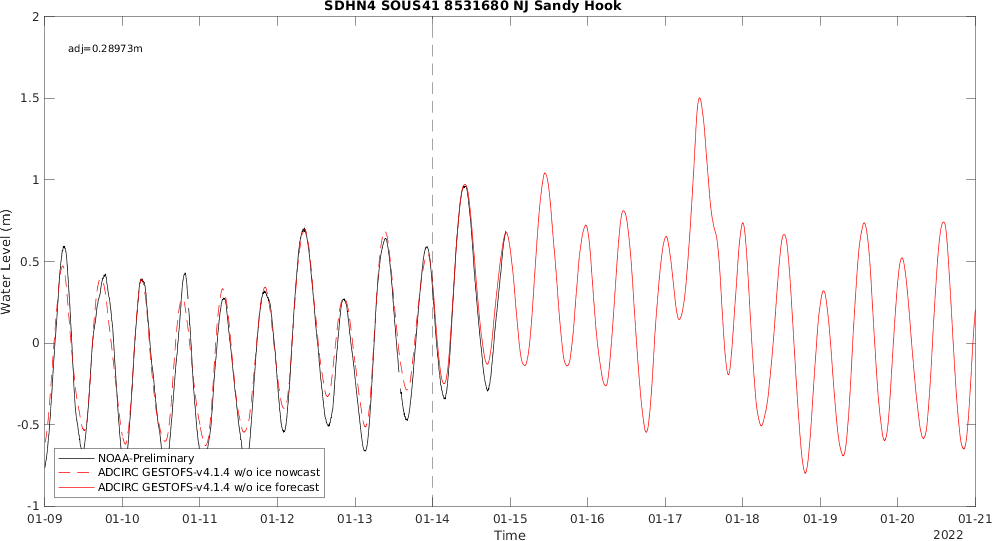 SDHN4 SOUS41 8531680 NJ Sandy Hook
adj=0.28973m
Water Level (m)
2
1.5
1
0.5
0
-0.5
-1
NOAA-Preliminary
ADCIRC GESTOFS-v4.1.4 w/o ice nowcast
ADCIRC GESTOFS-v4.1.4 w/o ice forecast
01-09 01-10 01-11 01-12 01-13 01-14 01-15 01-16 01-17 01-18 01-19 01-20 01-21
Time
2022